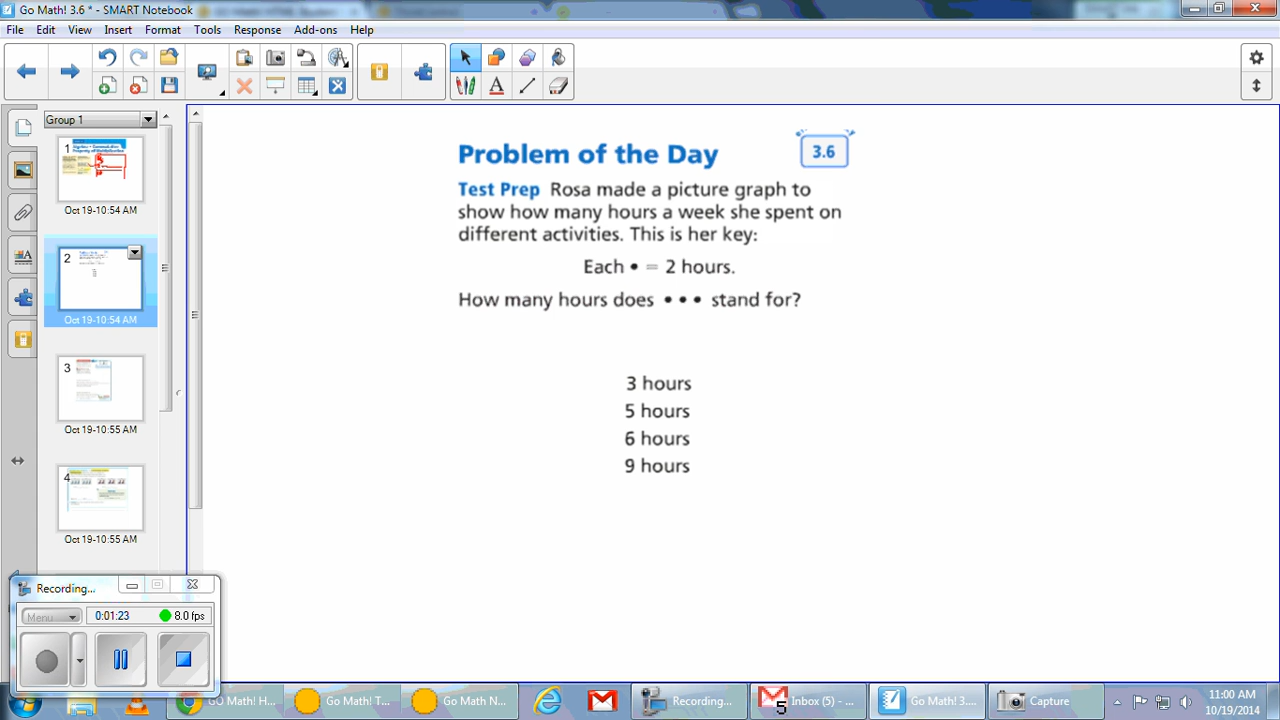 Go Math! 3.6 * - SMART Notebook
File Edit View Insert Format Tools Response Add-ons Help
Group 1
1
Oct 19-10:54 AM
2
Oct 19-10:54 AM
3
Oct 19-10:55 AM
4
Oct 19-10:55 AM
Problem of the Day 3.6
Test Prep Rosa made a picture graph to
show how many hours a week she spent on
different activities. This is her key:
Each • = 2 hours.
How many hours does • • • stand for?
3 hours
5 hours
6 hours
9 hours
Recording...
Menu 0:01:23 8.0 fps
GO Math! H... Go Math! T... Go Math N... Recording... 5 Inbox (5) - ... Go Math! 3.... Capture
11:00 AM
10/19/2014